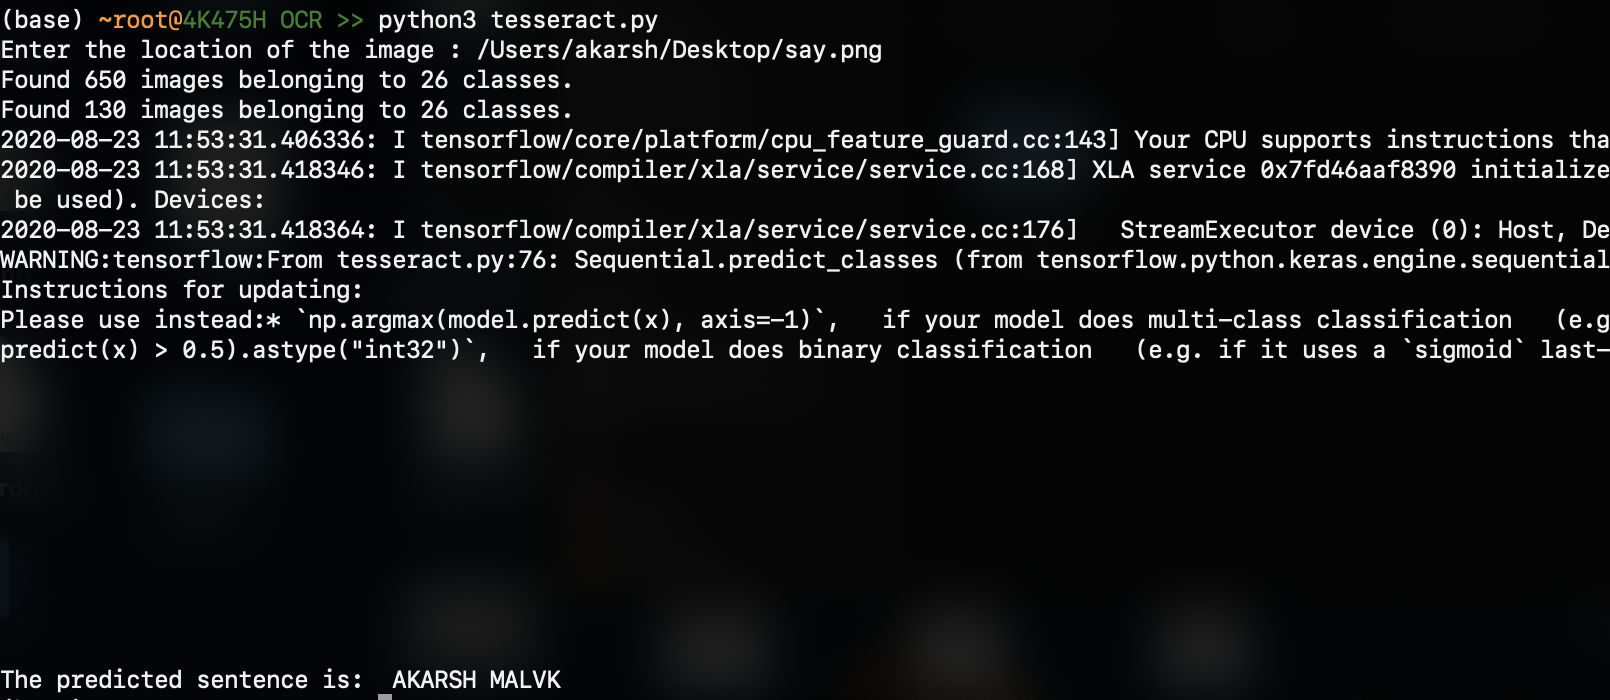 (base) ~root@4K475H OCR >> python3 tesseract.py
Enter the location of the image : /Users/akarsh/Desktop/say.png
Found 650 images belonging to 26 classes.
Found 130 images belonging to 26 classes.
2020-08-23 11:53:31.406336: I tensorflow/core/platform/cpu_feature_guard.cc:143] Your CPU supports instructions tha
2020-08-23 11:53:31.418346: I tensorflow/compiler/xla/service/service.cc:168] XLA service 0x7fd46aaf8390 initialize
 be used). Devices:
2020-08-23 11:53:31.418364: I tensorflow/compiler/xla/service/service.cc:176]   StreamExecutor device (0): Host, De
WARNING:tensorflow:From tesseract.py:76: Sequential.predict_classes (from tensorflow.python.keras.engine.sequential
Instructions for updating:
Please use instead:* `np.argmax(model.predict(x), axis=-1)`,   if your model does multi-class classification   (e.g
predict(x) > 0.5).astype("int32")`,   if your model does binary classification   (e.g. if it uses a `sigmoid` last-
The predicted sentence is:  AKARSH MALVK